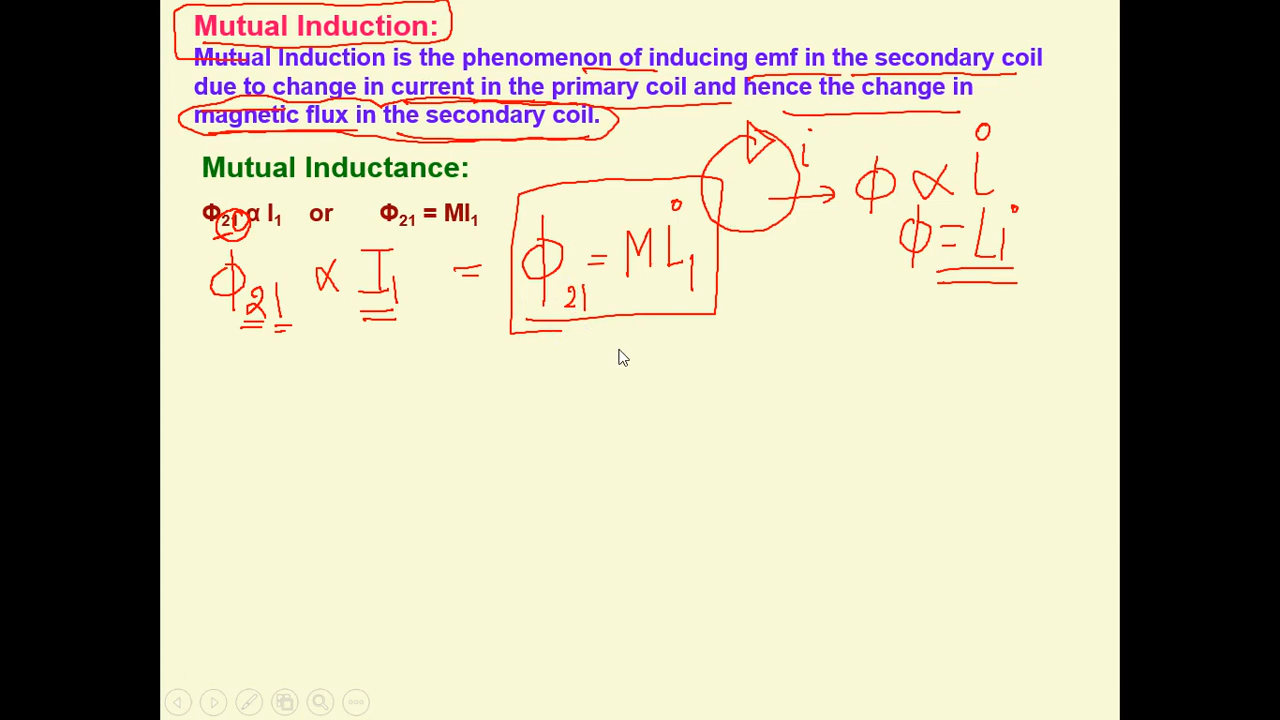 Mutual Induction:
Mutual Induction is the phenomenon of inducing emf in the secondary coil
due to change in current in the primary coil and hence the change in
magnetic flux in the secondary coil.
i
ϕ ∝ i
Mutual Inductance:
Φ21 α I1 or Φ21 = MI1
ϕ = Li
ϕ21 ∝ I1 = ϕ21 = Mi1